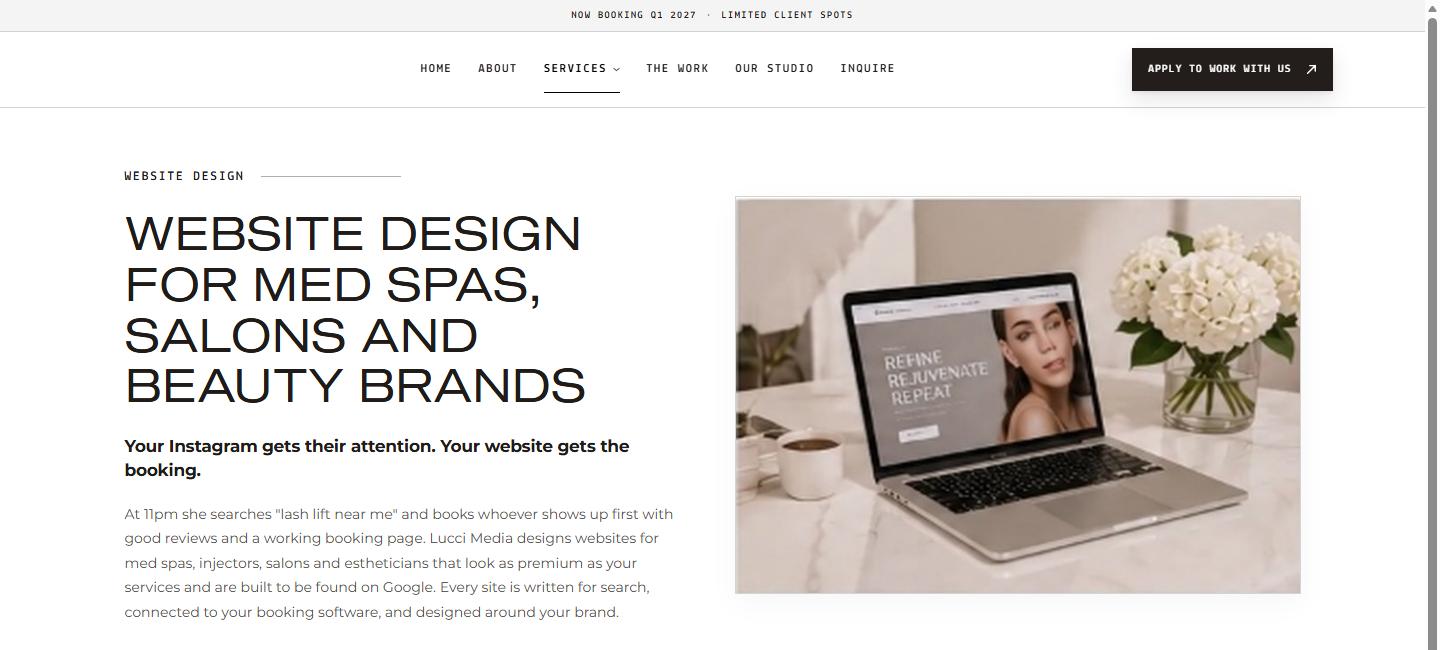 NOW BOOKING Q1 2027 · LIMITED CLIENT SPOTS
HOME ABOUT SERVICES THE WORK OUR STUDIO INQUIRE
APPLY TO WORK WITH US
WEBSITE DESIGN
WEBSITE DESIGN
FOR MED SPAS,
SALONS AND
BEAUTY BRANDS
Your Instagram gets their attention. Your website gets the
booking.
At 11pm she searches "lash lift near me" and books whoever shows up first with
good reviews and a working booking page. Lucci Media designs websites for
med spas, injectors, salons and estheticians that look as premium as your
services and are built to be found on Google. Every site is written for search,
connected to your booking software, and designed around your brand.
REFINE
REJUVENATE
REPEAT